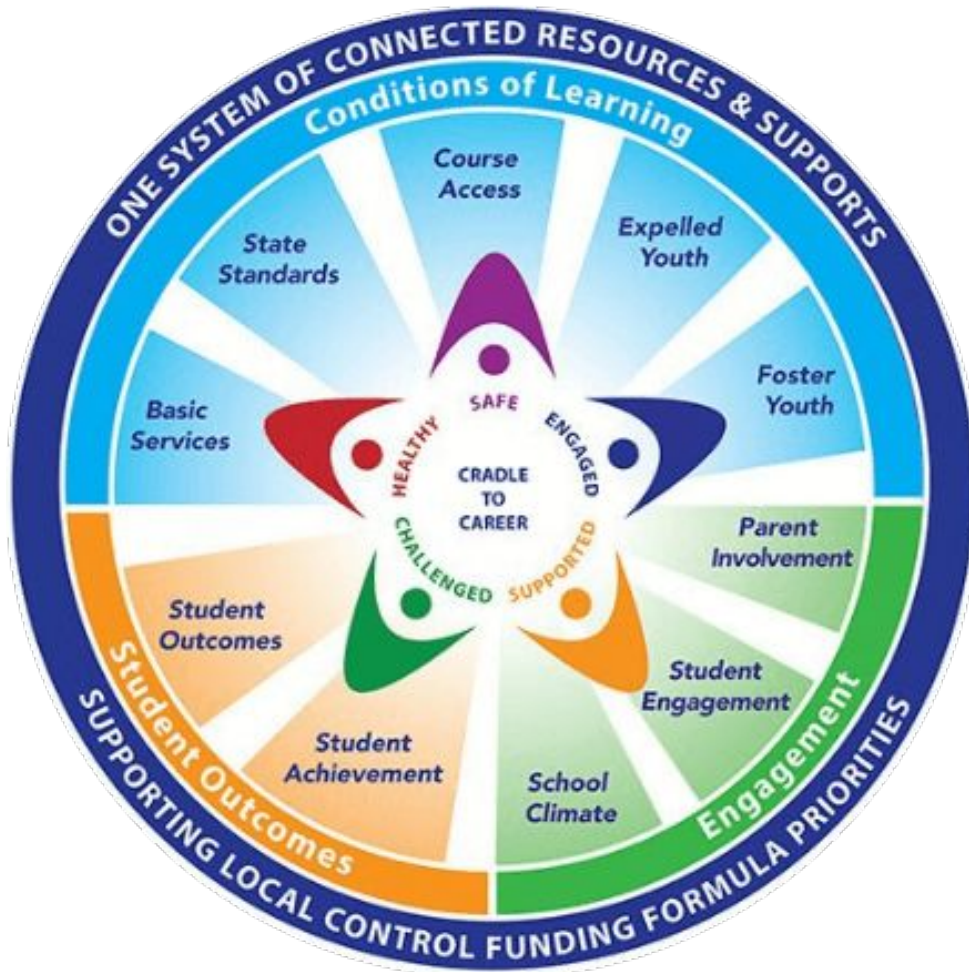 ONE SYSTEM OF CONNECTED RESOURCES & SUPPORTS
Conditions of Learning
Course
Access
State
Standards
Expelled
Youth
Basic
Services
Foster
Youth
SAFE
HEALTHY
ENGAGED
CRADLE
TO
CAREER
CHALLENGED
SUPPORTED
Parent
Involvement
Student
Outcomes
Student
Engagement
Student
Achievement
School
Climate
Student Outcomes
Engagement
SUPPORTING LOCAL CONTROL FUNDING FORMULA PRIORITIES